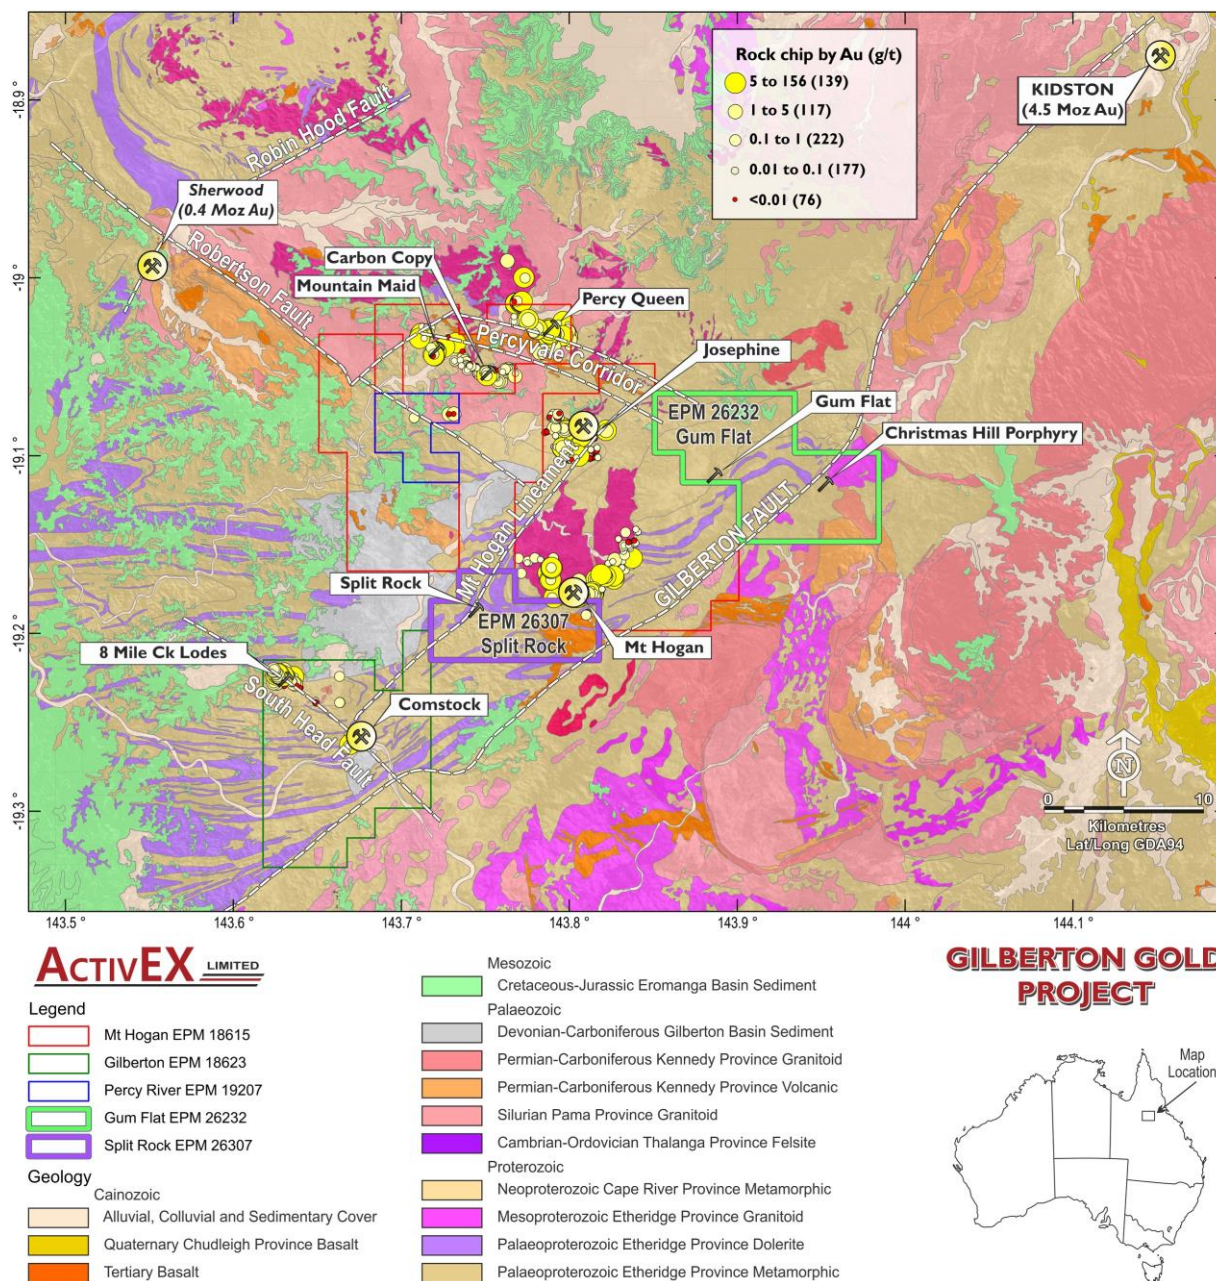 Rock chip by Au (g/t)
5 to 156 (139)
1 to 5 (117)
0.1 to 1 (222)
0.01 to 0.1 (177)
<0.01 (76)
KIDSTON
(4.5 Moz Au)
Robin Hood Fault
Sherwood
(0.4 Moz Au)
Robertson Fault
Carbon Copy
Mountain Maid
Percy Queen
Percyvale Corridor
Josephine
EPM 26232
Gum Flat
Gum Flat
Christmas Hill Porphyry
Mt Hogan Lineament
GILBERTON FAULT
Split Rock
EPM 26307
Split Rock
Mt Hogan
8 Mile Ck Lodes
South Head Fault
Comstock
N
0 10
Kilometres
Lat/Long GDA94
-18.9
-19
-19.1
-19.2
-19.3
143.5 °
143.6
143.7
143.8
143.9
144 °
144.1
ACTIVEX LIMITED
Legend
Mt Hogan EPM 18615
Gilberton EPM 18623
Percy River EPM 19207
Gum Flat EPM 26232
Split Rock EPM 26307
Geology
Cainozoic
Alluvial, Colluvial and Sedimentary Cover
Quaternary Chudleigh Province Basalt
Tertiary Basalt
Mesozoic
Cretaceous-Jurassic Eromanga Basin Sediment
Palaeozoic
Devonian-Carboniferous Gilberton Basin Sediment
Permian-Carboniferous Kennedy Province Granitoid
Permian-Carboniferous Kennedy Province Volcanic
Silurian Pama Province Granitoid
Cambrian-Ordovician Thalanga Province Felsite
Proterozoic
Neoproterozoic Cape River Province Metamorphic
Mesoproterozoic Etheridge Province Granitoid
Palaeoproterozoic Etheridge Province Dolerite
Palaeoproterozoic Etheridge Province Metamorphic
GILBERTON GOLD
PROJECT
Map
Location